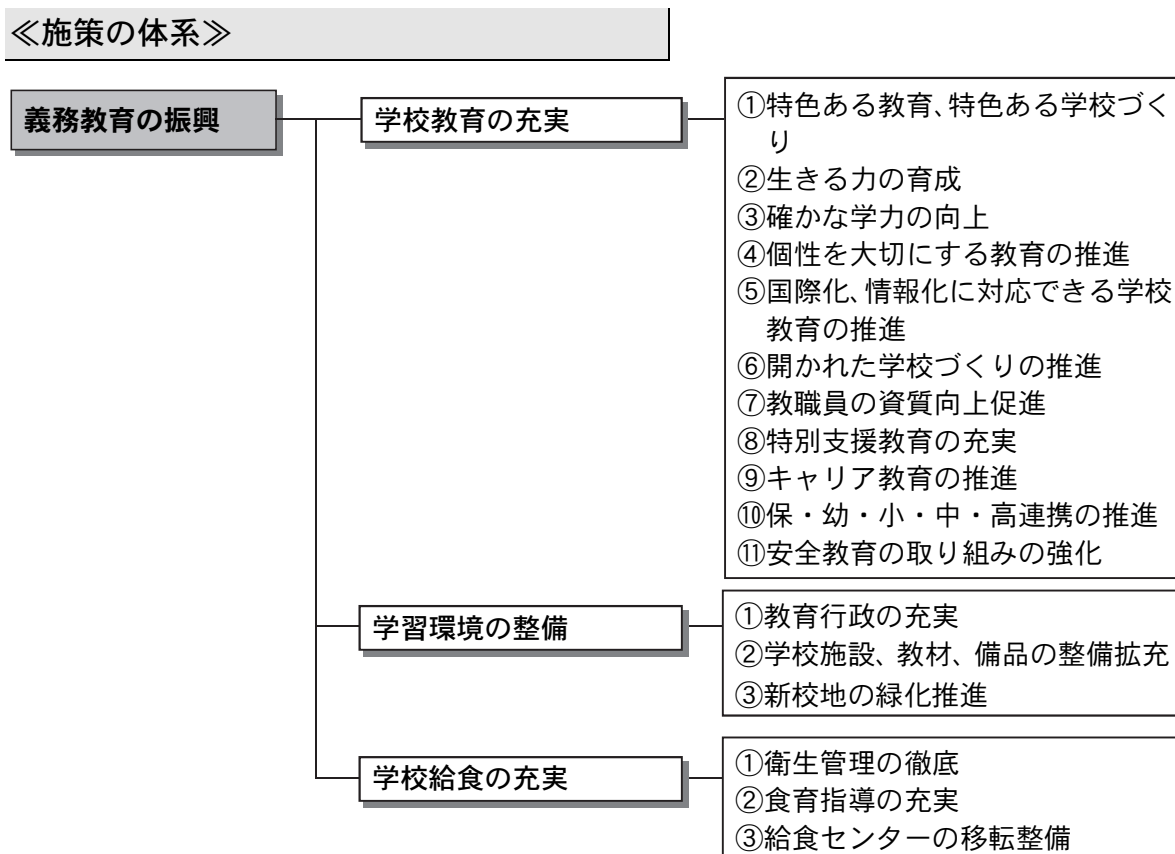 ≪施策の体系≫
義務教育の振興
学校教育の充実
①特色ある教育、特色ある学校づく
り
②生きる力の育成
③確かな学力の向上
④個性を大切にする教育の推進
⑤国際化、情報化に対応できる学校
教育の推進
⑥開かれた学校づくりの推進
⑦教職員の資質向上促進
⑧特別支援教育の充実
⑨キャリア教育の推進
⑩保・幼・小・中・高連携の推進
⑪安全教育の取り組みの強化
学習環境の整備
①教育行政の充実
②学校施設、教材、備品の整備拡充
③新校地の緑化推進
学校給食の充実
①衛生管理の徹底
②食育指導の充実
③給食センターの移転整備